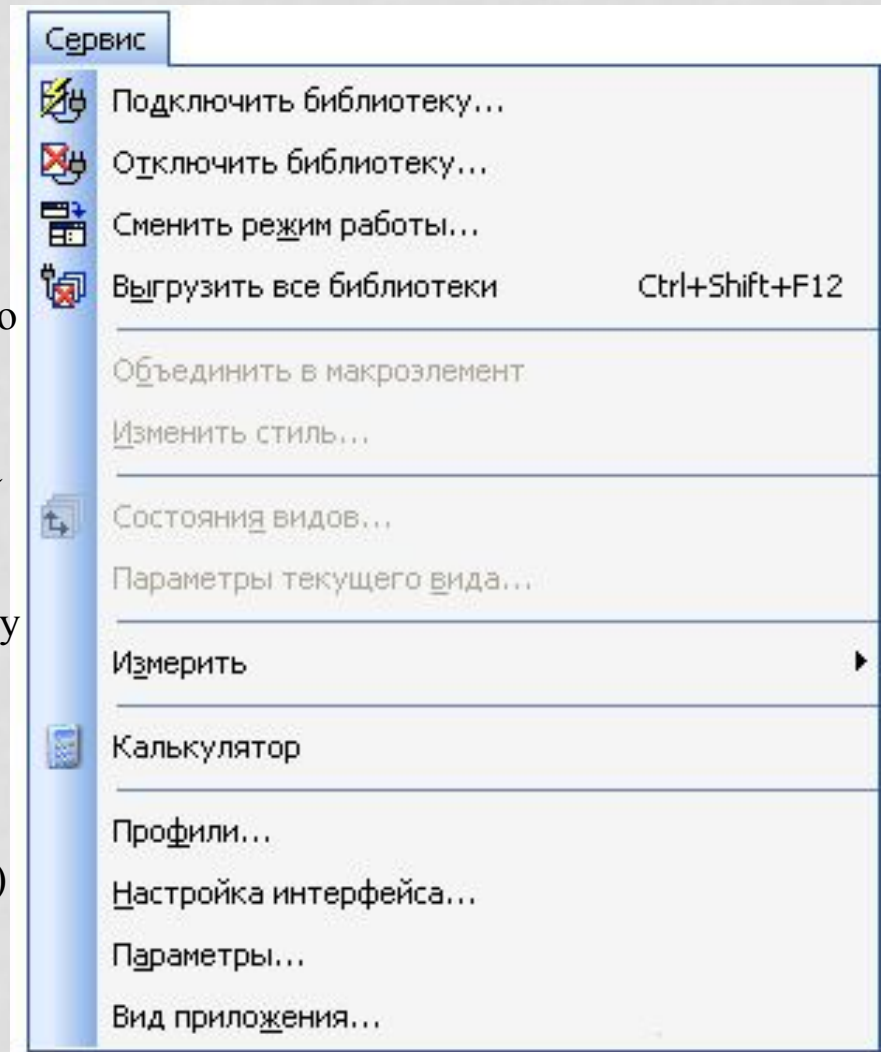 Сервис
Подключить библиотеку...
Отключить библиотеку...
Сменить режим работы...
Выгрузить все библиотеки Ctrl+Shift+F12
о
Объединить в макроэлемент
Изменить стиль...
Состояния видов...
Параметры текущего вида...
у
Измерить
Калькулятор
Профили...
)
Настройка интерфейса...
Параметры...
Вид приложения...